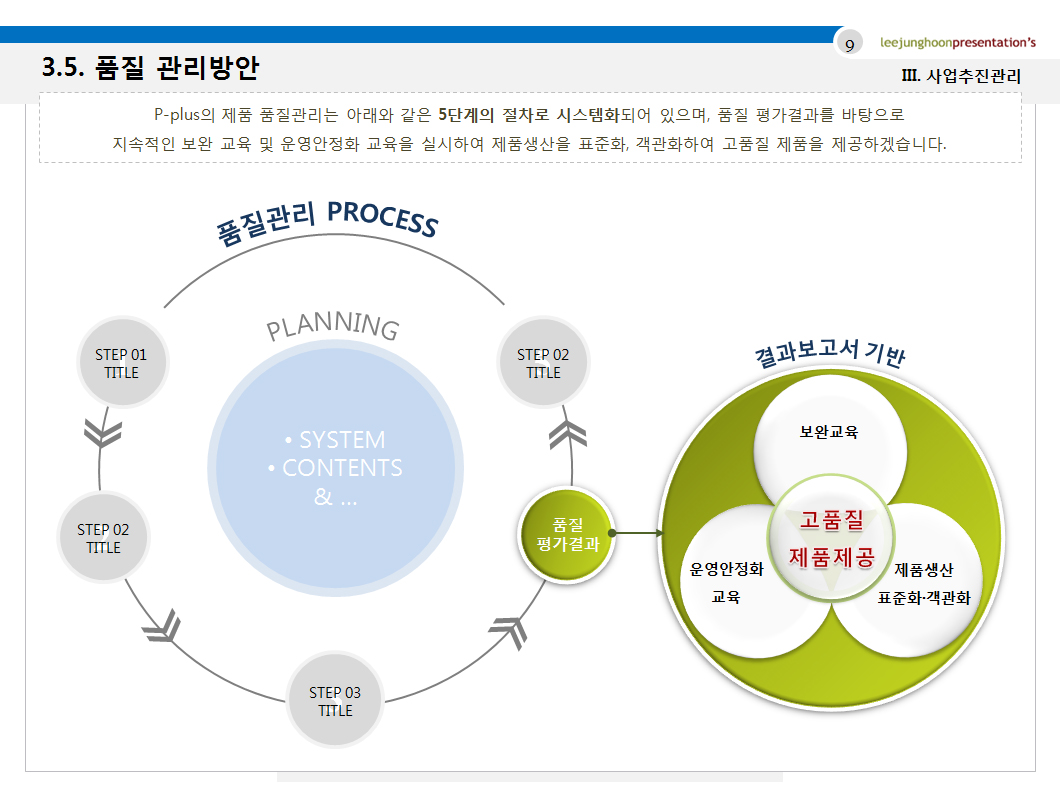 9
leejunghoonpresentation's
3.5. 품질 관리방안
III. 사업추진관리
P-plus의 제품 품질관리는 아래와 같은 5단계의 절차로 시스템화되어 있으며, 품질 평가결과를 바탕으로
지속적인 보완 교육 및 운영안정화 교육을 실시하여 제품생산을 표준화, 객관화하여 고품질 제품을 제공하겠습니다.
품질관리 PROCESS
PLANNING
STEP 01
TITLE
STEP 02
TITLE
• SYSTEM
• CONTENTS
& ...
STEP 02
TITLE
품질
평가결과
STEP 03
TITLE
결과보고서 기반
보완교육
고품질
제품제공
운영안정화
교육
제품생산
표준화·객관화